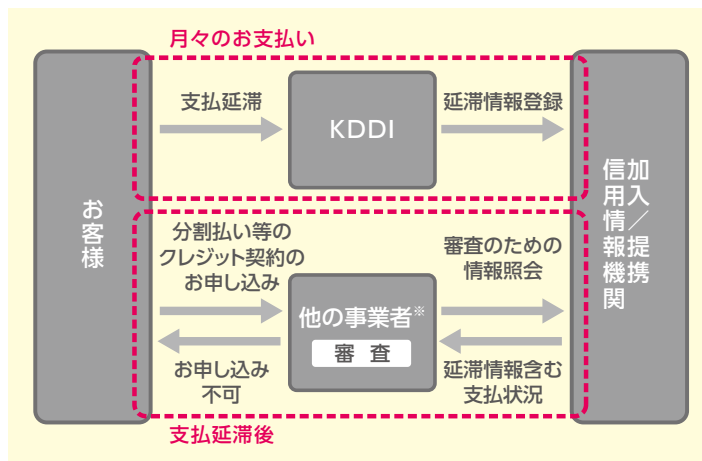 月々のお支払い
お客様
支払延滞
KDDI
延滞情報登録
加入／提携
信用情報機関
分割払い等の
クレジット契約の
お申し込み
他の事業者※
審査
審査のための
情報照会
お申し込み
不可
延滞情報含む
支払状況
支払延滞後